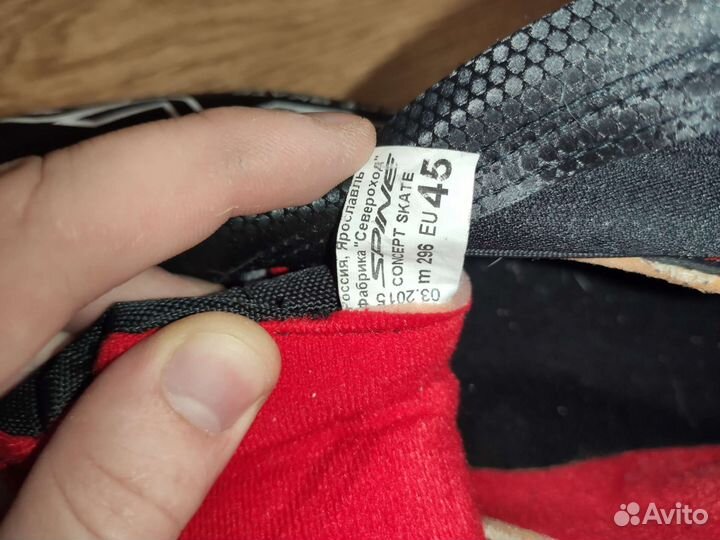 Россия, Ярославль
Фабрика "Североход"
SPINE
CONCEPT SKATE
m 296 EU 45
03.2015
Avito